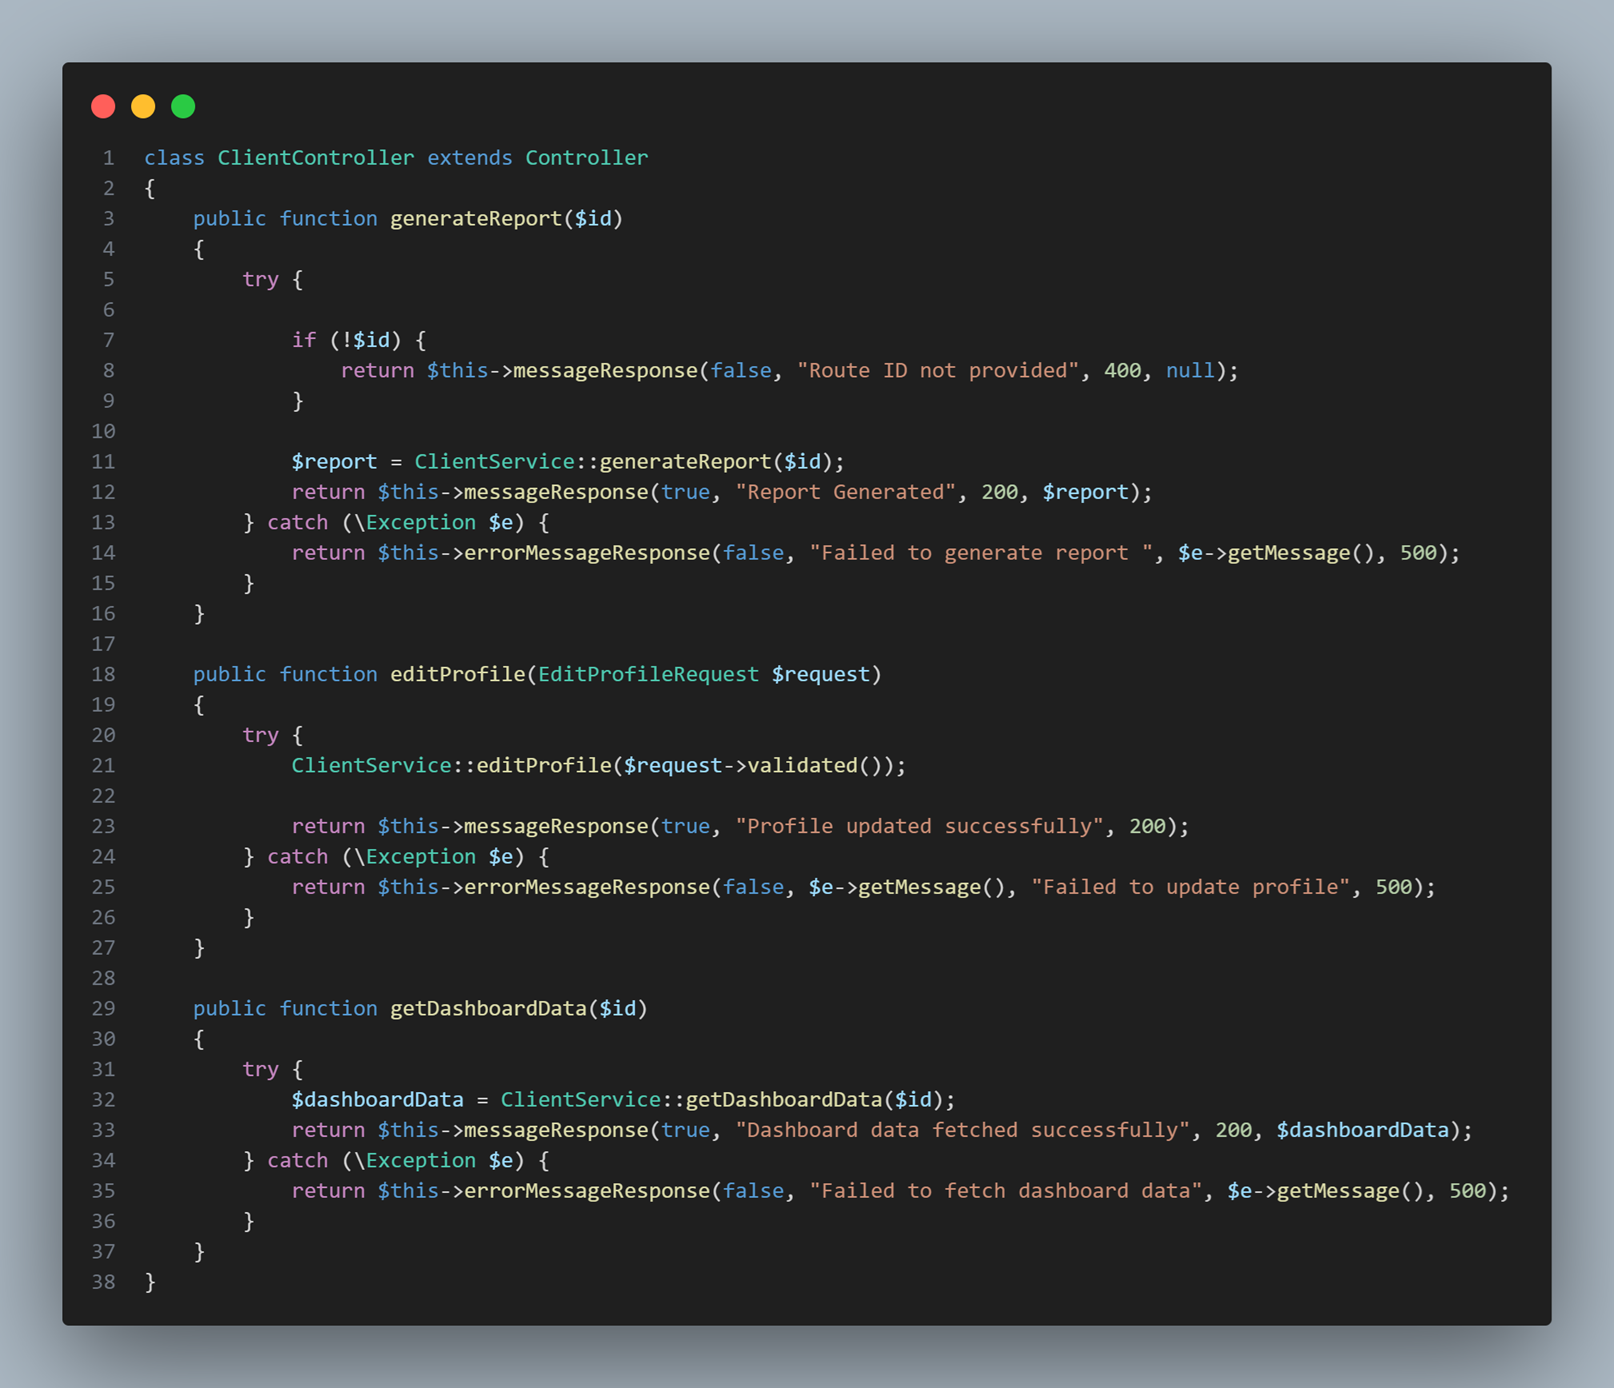 1 class ClientController extends Controller
2 {
3     public function generateReport($id)
4     {
5         try {
6
7             if (!$id) {
8                 return $this->messageResponse(false, "Route ID not provided", 400, null);
9             }
10
11             $report = ClientService::generateReport($id);
12             return $this->messageResponse(true, "Report Generated", 200, $report);
13         } catch (\Exception $e) {
14             return $this->errorMessageResponse(false, "Failed to generate report ", $e->getMessage(), 500);
15         }
16     }
17
18     public function editProfile(EditProfileRequest $request)
19     {
20         try {
21             ClientService::editProfile($request->validated());
22
23             return $this->messageResponse(true, "Profile updated successfully", 200);
24         } catch (\Exception $e) {
25             return $this->errorMessageResponse(false, $e->getMessage(), "Failed to update profile", 500);
26         }
27     }
28
29     public function getDashboardData($id)
30     {
31         try {
32             $dashboardData = ClientService::getDashboardData($id);
33             return $this->messageResponse(true, "Dashboard data fetched successfully", 200, $dashboardData);
34         } catch (\Exception $e) {
35             return $this->errorMessageResponse(false, "Failed to fetch dashboard data", $e->getMessage(), 500);
36         }
37     }
38 }